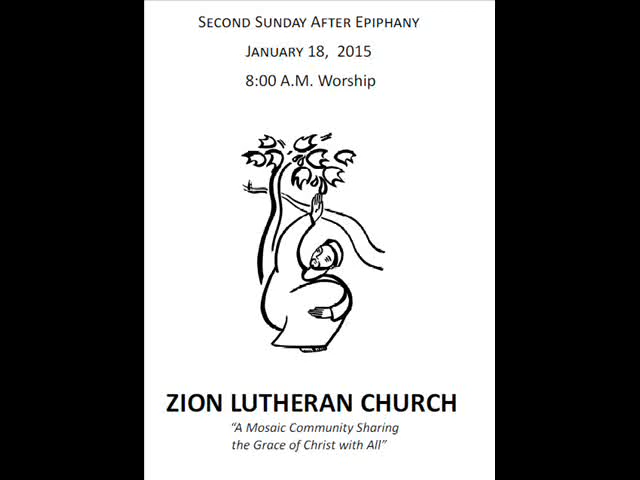 Second Sunday After Epiphany
January 18, 2015
8:00 A.M. Worship
ZION LUTHERAN CHURCH
“A Mosaic Community Sharing
the Grace of Christ with All”